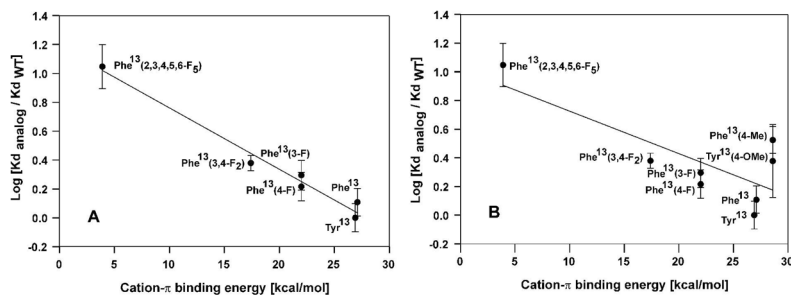 Log [Kd analog / Kd WT]
1.4
1.2
1.0
0.8
0.6
0.4
0.2
0.0
-0.2
Phe13(2,3,4,5,6-F5)
Phe13(3-F)
Phe13(3,4-F2)
Phe13(4-F)
Phe13
Tyr13
A
0 5 10 15 20 25 30
Cation-π binding energy [kcal/mol]
Log [Kd analog / Kd WT]
1.4
1.2
1.0
0.8
0.6
0.4
0.2
0.0
-0.2
Phe13(2,3,4,5,6-F5)
Phe13(4-Me)
Phe13(3,4-F2)
Tyr13(4-OMe)
Phe13(3-F)
Phe13(4-F)
Phe13
Tyr13
B
0 5 10 15 20 25 30
Cation-π binding energy [kcal/mol]